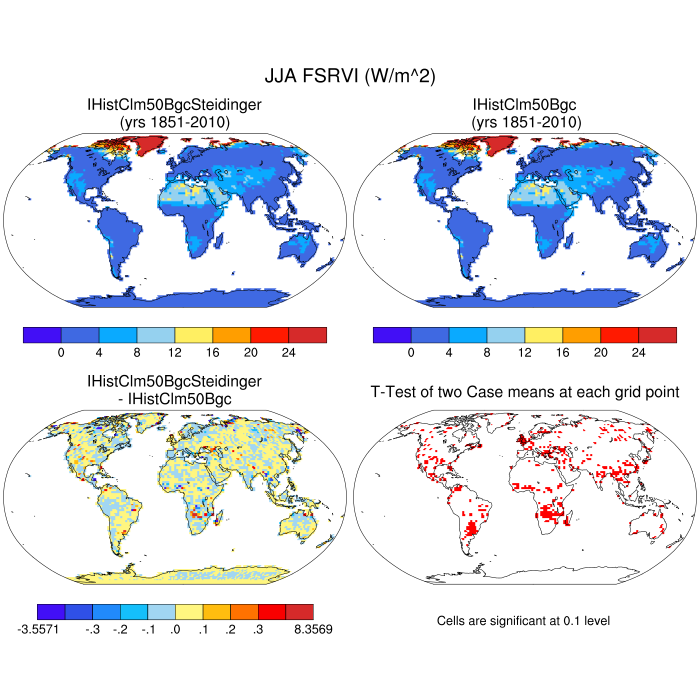 JJA FSRVI (W/m^2)
IHistClm50BgcSteidinger
(yrs 1851-2010)
IHistClm50Bgc
(yrs 1851-2010)
0 4 8 12 16 20 24
0 4 8 12 16 20 24
IHistClm50BgcSteidinger
- IHistClm50Bgc
T-Test of two Case means at each grid point
-3.5571 -.3 -.2 -.1 .0 .1 .2 .3 8.3569
Cells are significant at 0.1 level